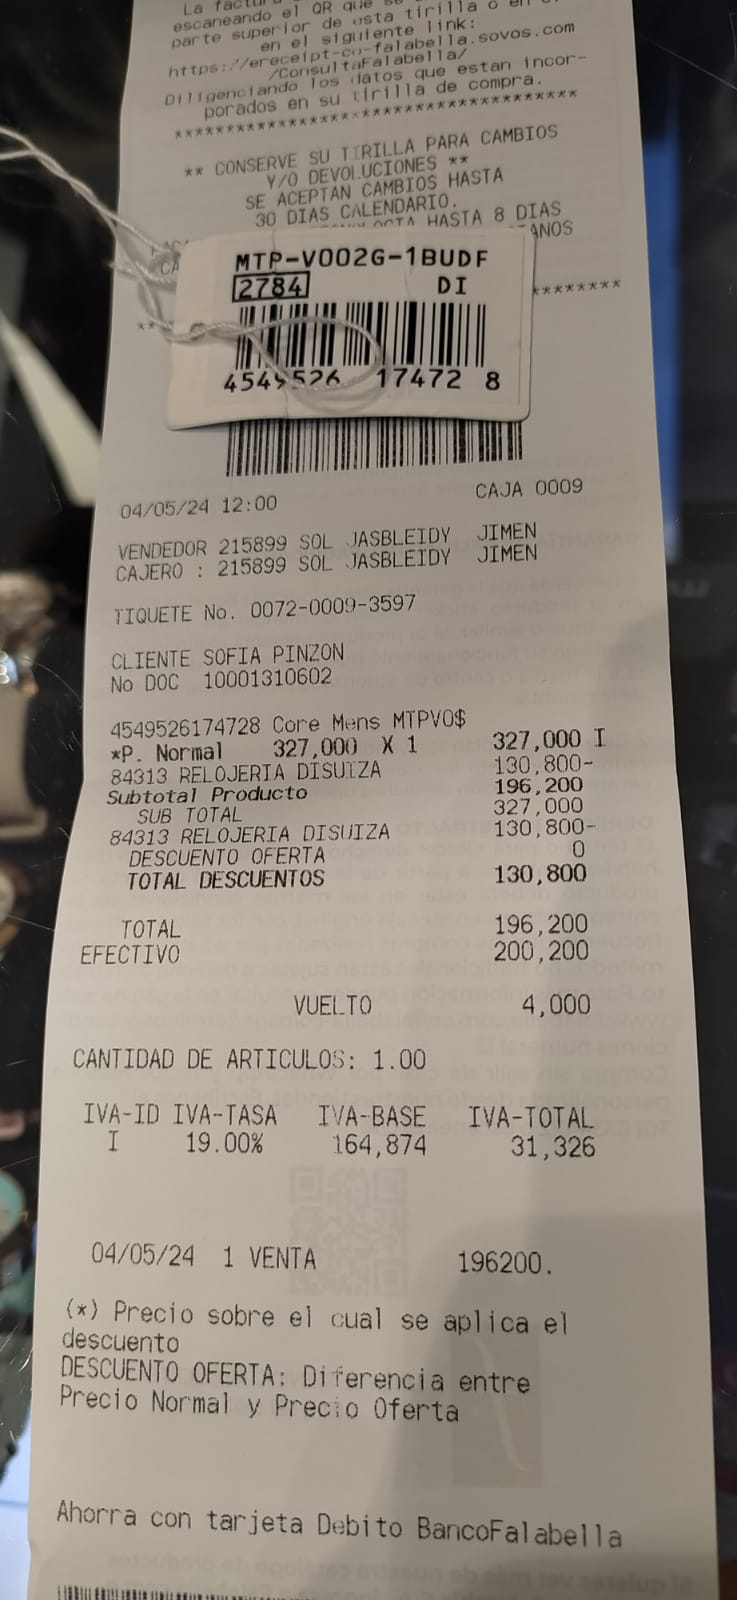 La factura
escaneando el QR que se
parte superior de esta tirilla o en el
en el siguiente link:
https://ereceipt-co-falabella.sovos.com
/ConsultaFalabella/
Diligenciando los datos que estan incor-
porados en su tirilla de compra.
***************************************
** CONSERVE SU TIRILLA PARA CAMBIOS
Y/O DEVOLUCIONES **
SE ACEPTAN CAMBIOS HASTA
30 DIAS CALENDARIO.
HASTA 8 DIAS
MTP-V002G-1BUDF
2784 DI
4549526 17472 8
04/05/24 12:00 CAJA 0009
VENDEDOR 215899 SOL JASBLEIDY JIMEN
CAJERO : 215899 SOL JASBLEIDY JIMEN
TIQUETE No. 0072-0009-3597
CLIENTE SOFIA PINZON
No DOC 10001310602
4549526174728 Core Mens MTPV0$
*P. Normal 327,000 X 1 327,000 I
84313 RELOJERIA DISUIZA 130,800-
Subtotal Producto 196,200
SUB TOTAL 327,000
84313 RELOJERIA DISUIZA 130,800-
DESCUENTO OFERTA 0
TOTAL DESCUENTOS 130,800
TOTAL 196,200
EFECTIVO 200,200
VUELTO 4,000
CANTIDAD DE ARTICULOS: 1.00
IVA-ID IVA-TASA IVA-BASE IVA-TOTAL
I 19.00% 164,874 31,326
04/05/24 1 VENTA 196200.
(*) Precio sobre el cual se aplica el
descuento
DESCUENTO OFERTA: Diferencia entre
Precio Normal y Precio Oferta
Ahorra con tarjeta Debito BancoFalabella